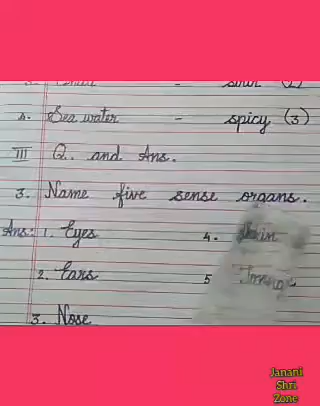 s. Sea water - spicy (3)
III Q. and Ans.
3. Name five sense organs.
Ans: 1. Eyes 4. Skin
2. Ears 5 Tongue
3. Nose
Janani
Shri
Zone